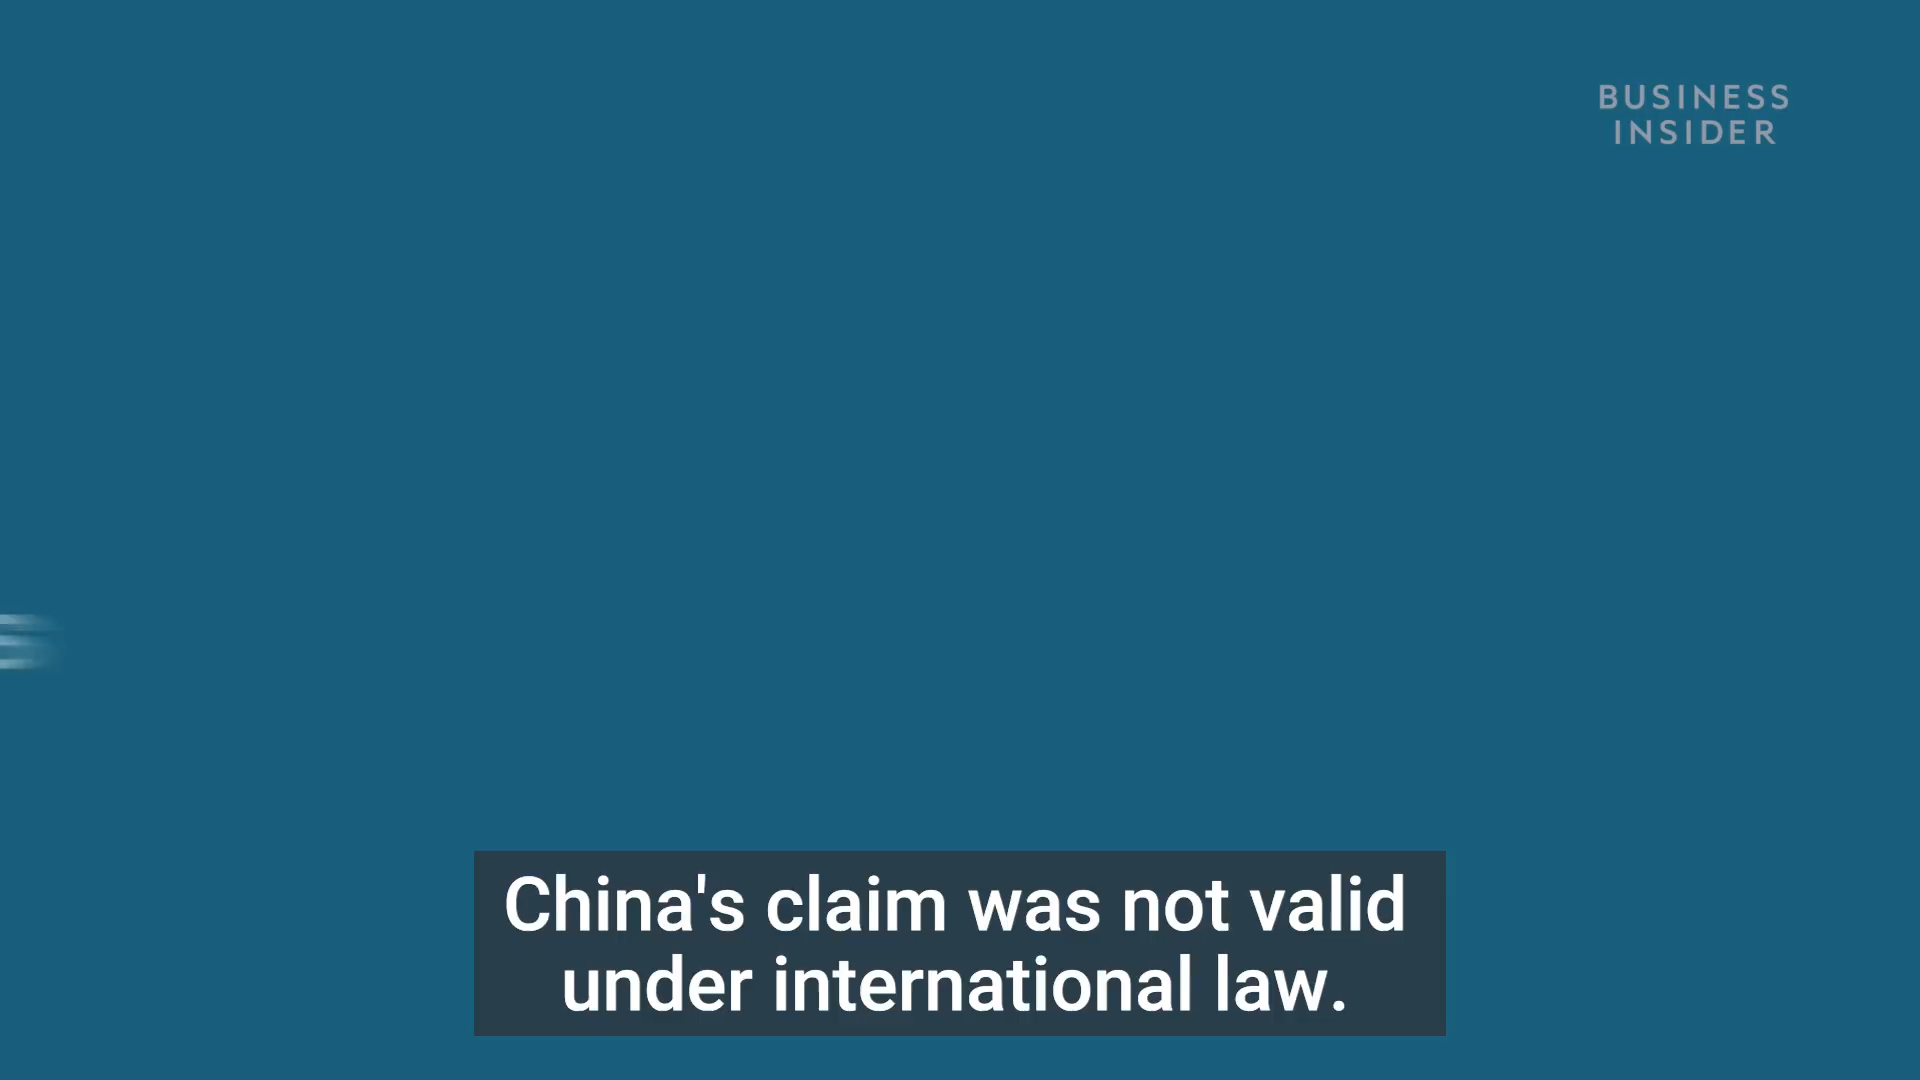 BUSINESS
INSIDER
China's claim was not valid
under international law.